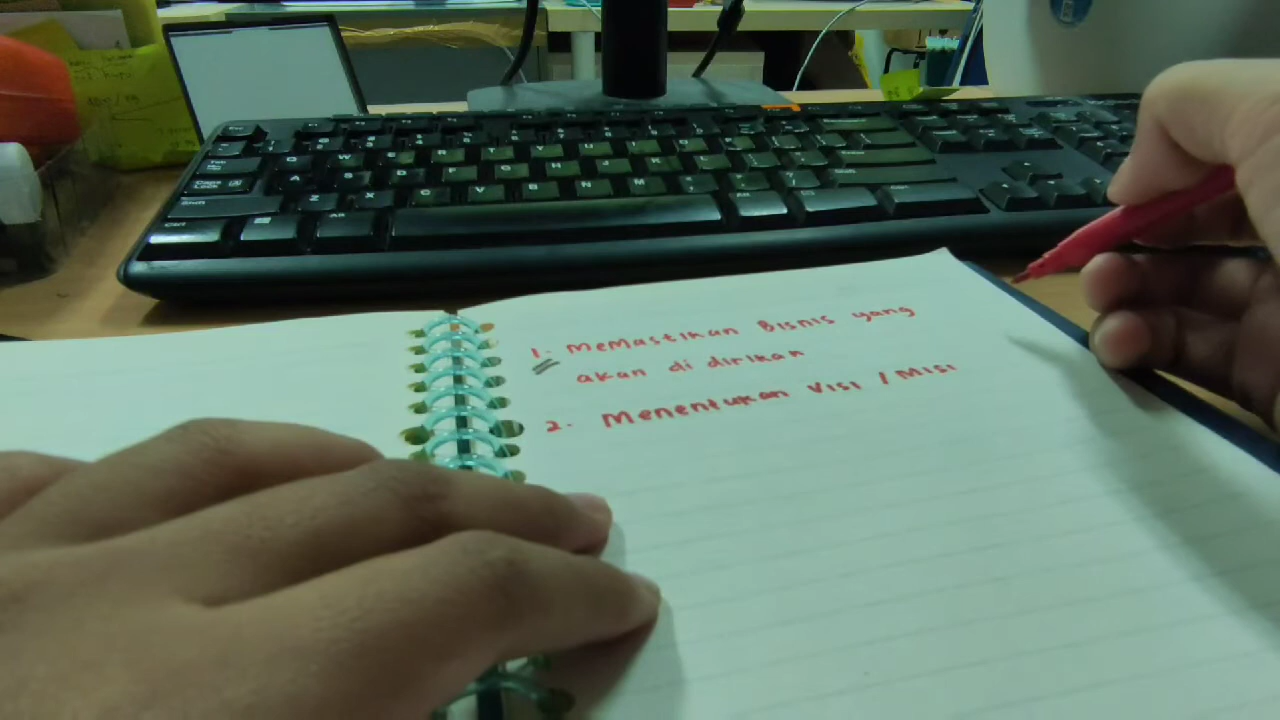 1. Memastikan Bisnis yang
akan di dirikan
2. Menentukan Visi / Misi